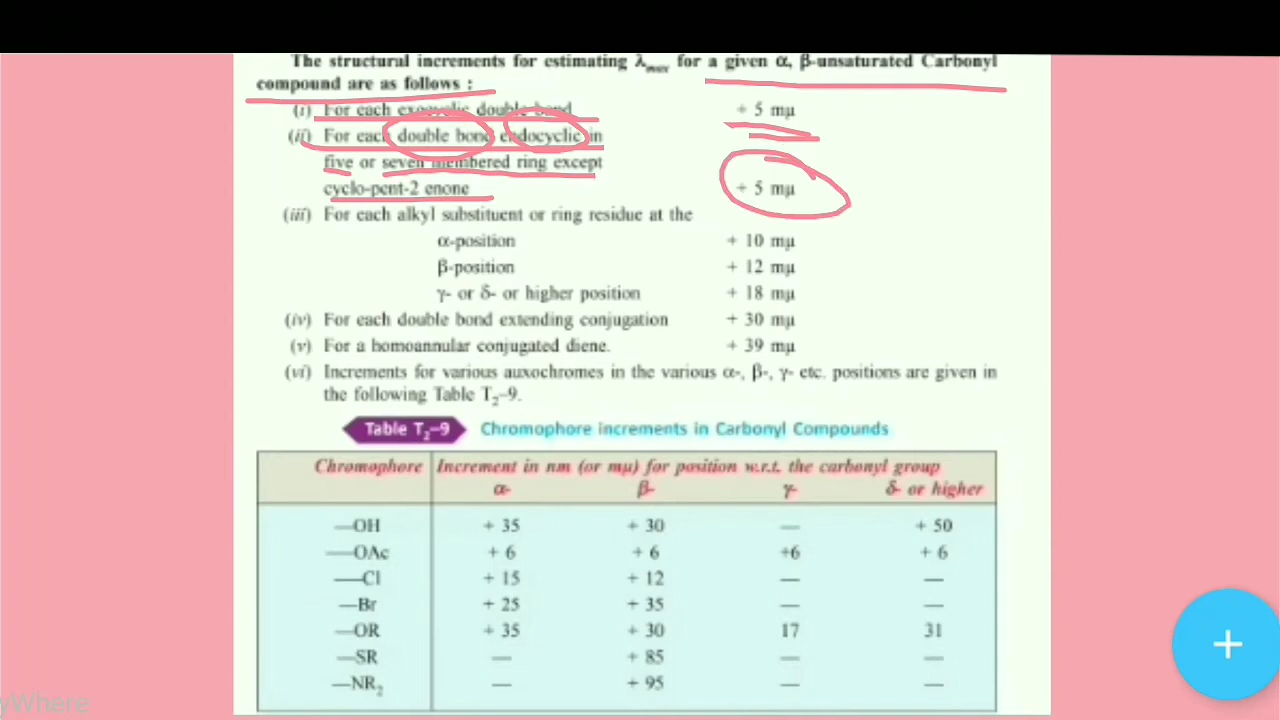 The structural increments for estimating λmax for a given α, β-unsaturated Carbonyl
compound are as follows :
(i) For each exocyclic double bond + 5 mμ
(ii) For each double bond endocyclic in
five or seven membered ring except
cyclo-pent-2 enone + 5 mμ
(iii) For each alkyl substituent or ring residue at the
α-position + 10 mμ
β-position + 12 mμ
γ- or δ- or higher position + 18 mμ
(iv) For each double bond extending conjugation + 30 mμ
(v) For a homoannular conjugated diene. + 39 mμ
(vi) Increments for various auxochromes in the various α-, β-, γ- etc. positions are given in
the following Table T2–9.
Table T2–9 Chromophore increments in Carbonyl Compounds
Chromophore Increment in nm (or mμ) for position w.r.t. the carbonyl group
α- β- γ- δ- or higher
—OH + 35 + 30 — + 50
—OAc + 6 + 6 +6 + 6
—Cl + 15 + 12 — —
—Br + 25 + 35 — —
—OR + 35 + 30 17 31
—SR — + 85 — —
—NR2 — + 95 — —
yWhere